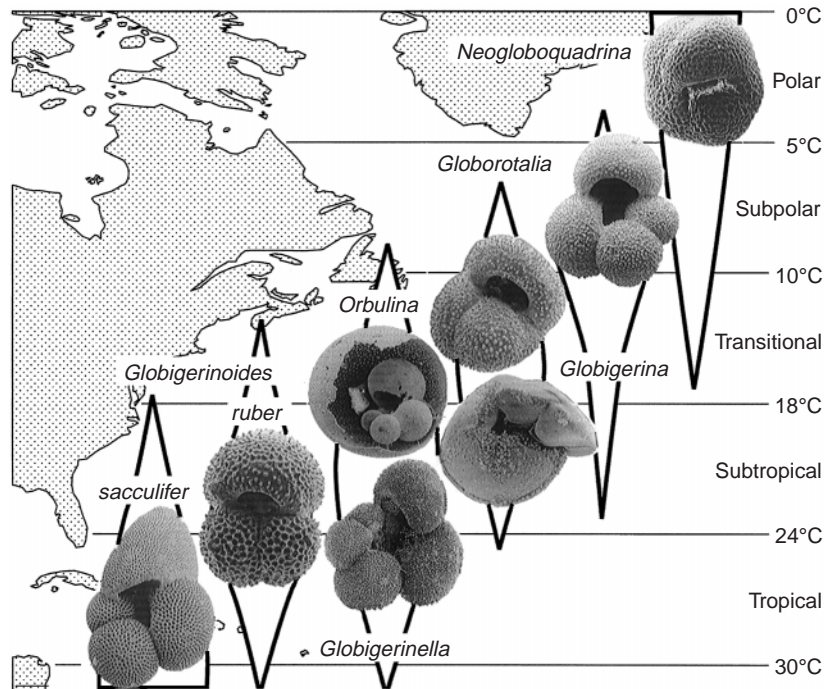 0°C
Neogloboquadrina
Polar
5°C
Globorotalia
Subpolar
10°C
Orbulina
Transitional
Globigerinoides
Globigerina
18°C
ruber
Subtropical
sacculifer
24°C
Tropical
Globigerinella
30°C